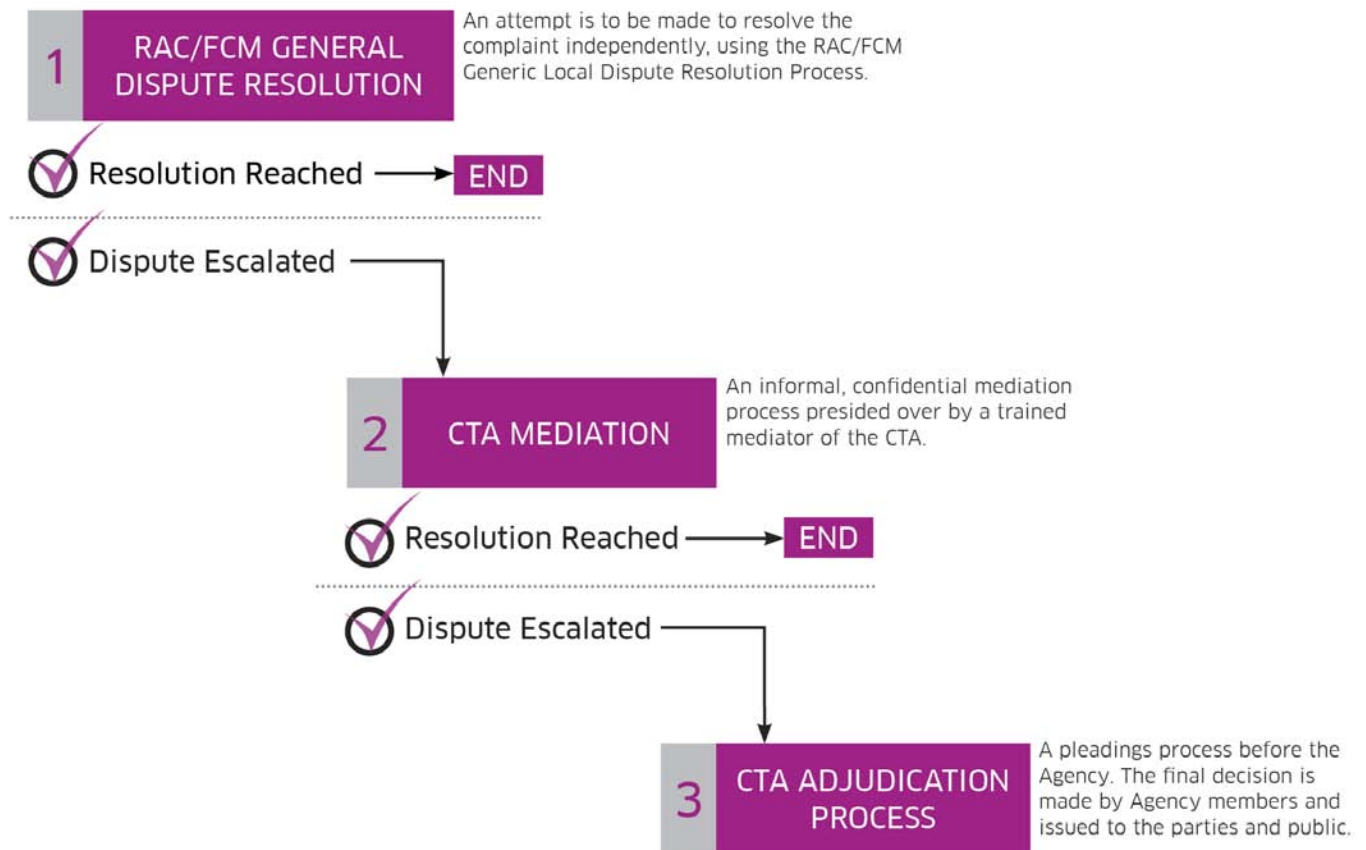 1
RAC/FCM GENERAL
DISPUTE RESOLUTION
An attempt is to be made to resolve the
complaint independently, using the RAC/FCM
Generic Local Dispute Resolution Process.
Resolution Reached
END
Dispute Escalated
2
CTA MEDIATION
An informal, confidential mediation
process presided over by a trained
mediator of the CTA.
Resolution Reached
END
Dispute Escalated
3
CTA ADJUDICATION
PROCESS
A pleadings process before the
Agency. The final decision is
made by Agency members and
issued to the parties and public.